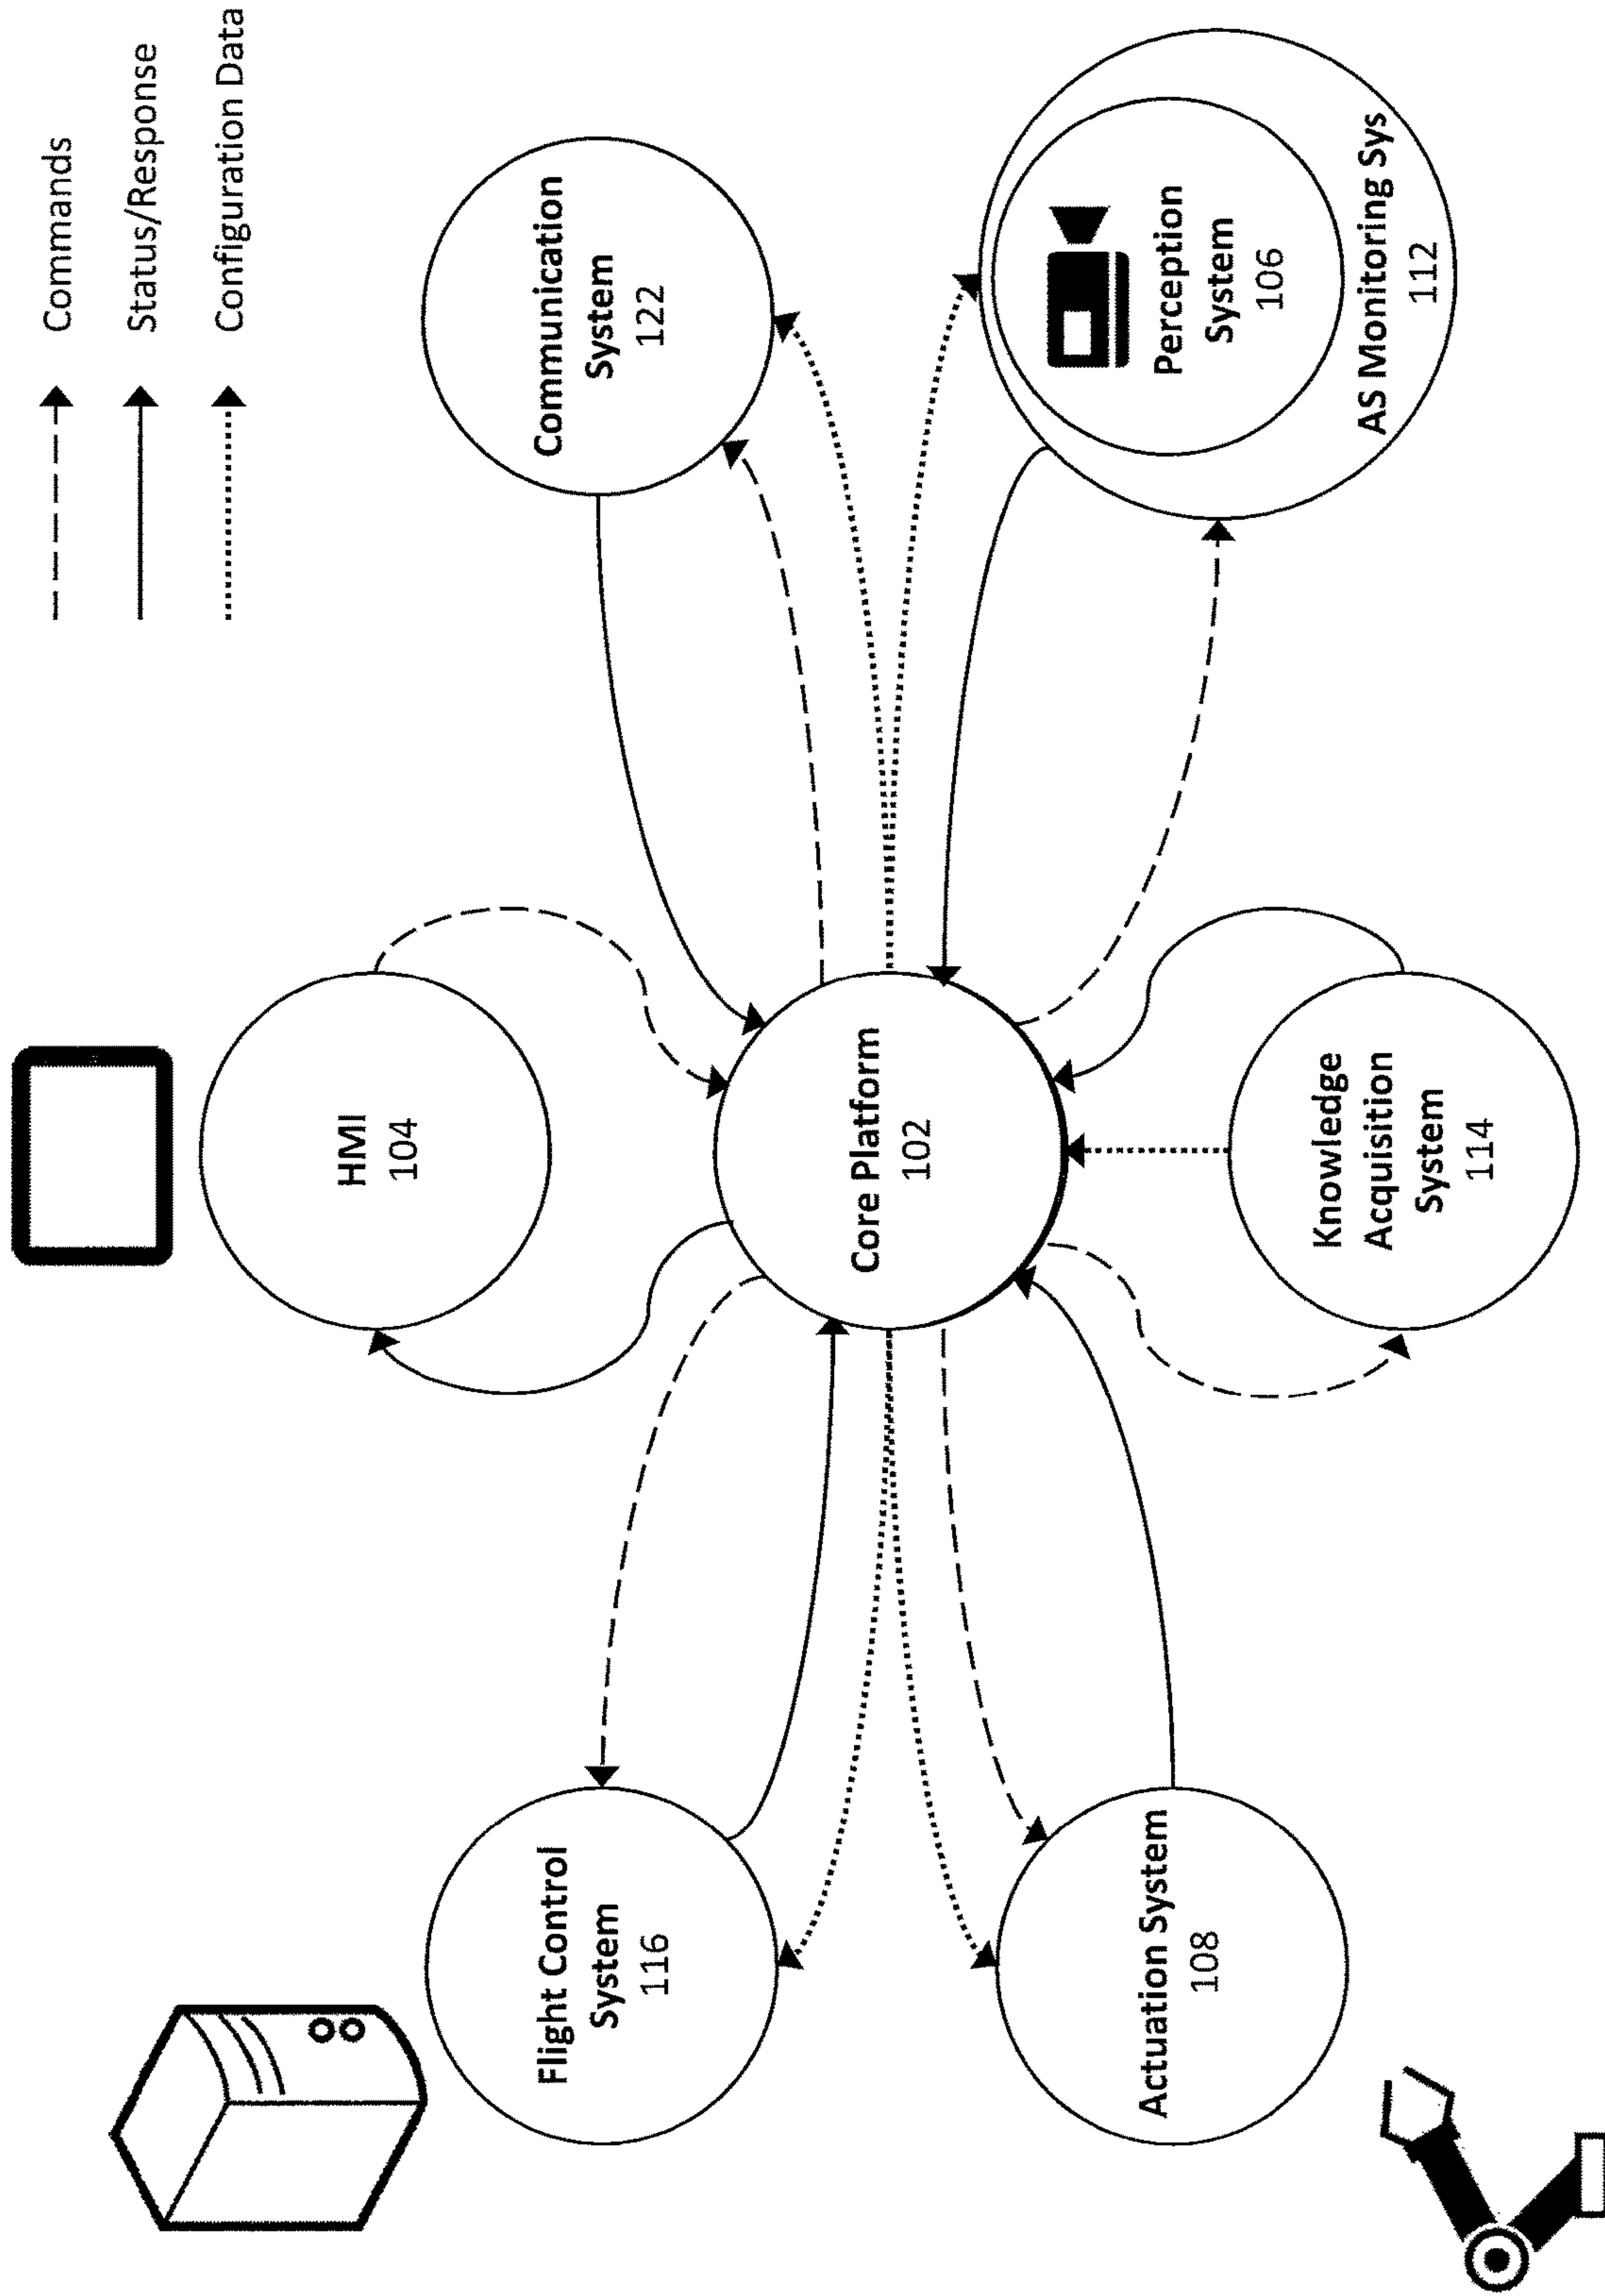 Commands
Status/Response
Configuration Data
HMI
104
Flight Control
System
116
Communication
System
122
Core Platform
102
Actuation System
108
Knowledge
Acquisition
System
114
Perception
System
106
AS Monitoring Sys
112